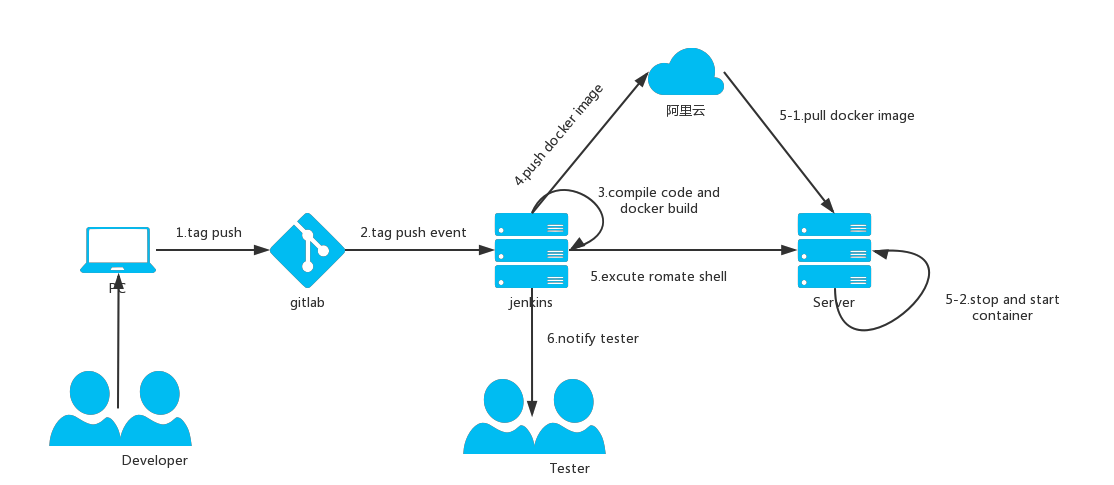 4.push docker image
阿里云
5-1.pull docker image
3.compile code and
docker build
1.tag push
2.tag push event
5.excute romate shell
PC
gitlab
jenkins
Server
5-2.stop and start
container
6.notify tester
Developer
Tester